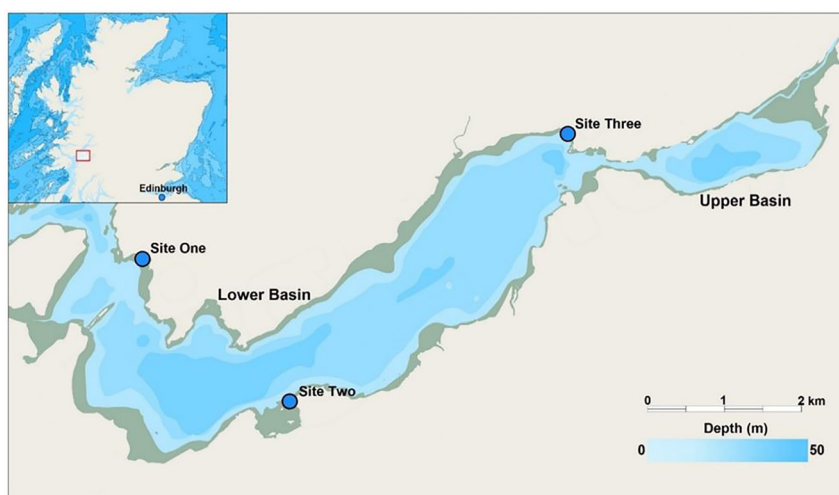 Edinburgh
Site Three
Upper Basin
Site One
Lower Basin
Site Two
0 1 2 km
Depth (m)
0 50